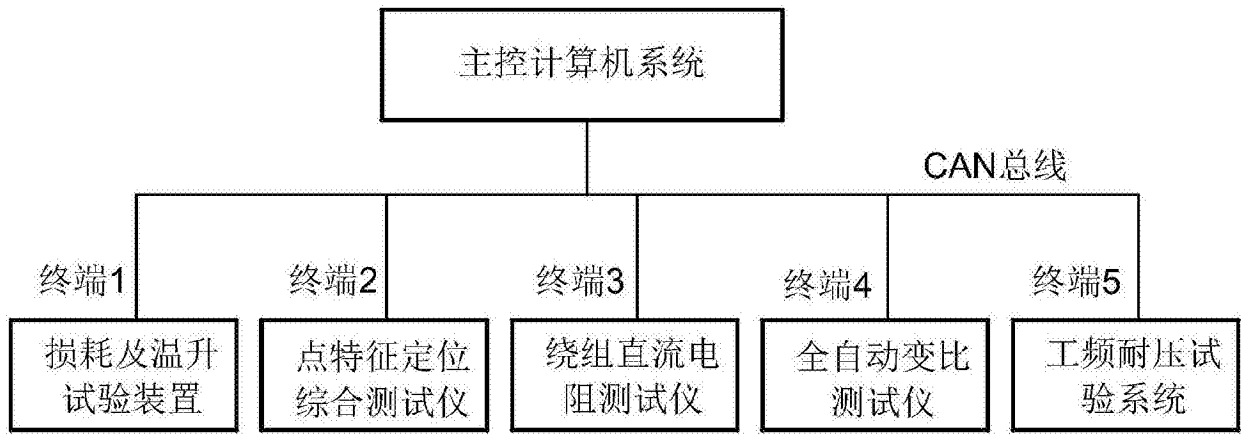 主控计算机系统
CAN总线
终端1
终端2
终端3
终端4
终端5
损耗及温升
试验装置
点特征定位
综合测试仪
绕组直流电
阻测试仪
全自动变比
测试仪
工频耐压试
验系统